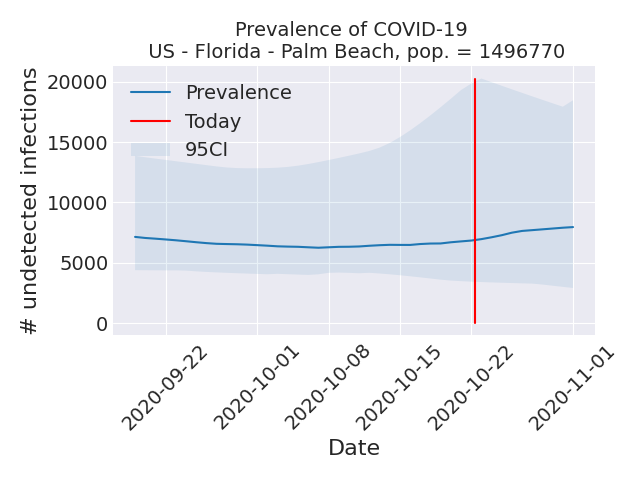 Prevalence of COVID-19
US - Florida - Palm Beach, pop. = 1496770
# undetected infections
20000
15000
10000
5000
0
Prevalence
Today
95CI
2020-09-22
2020-10-01
2020-10-08
2020-10-15
2020-10-22
2020-11-01
Date